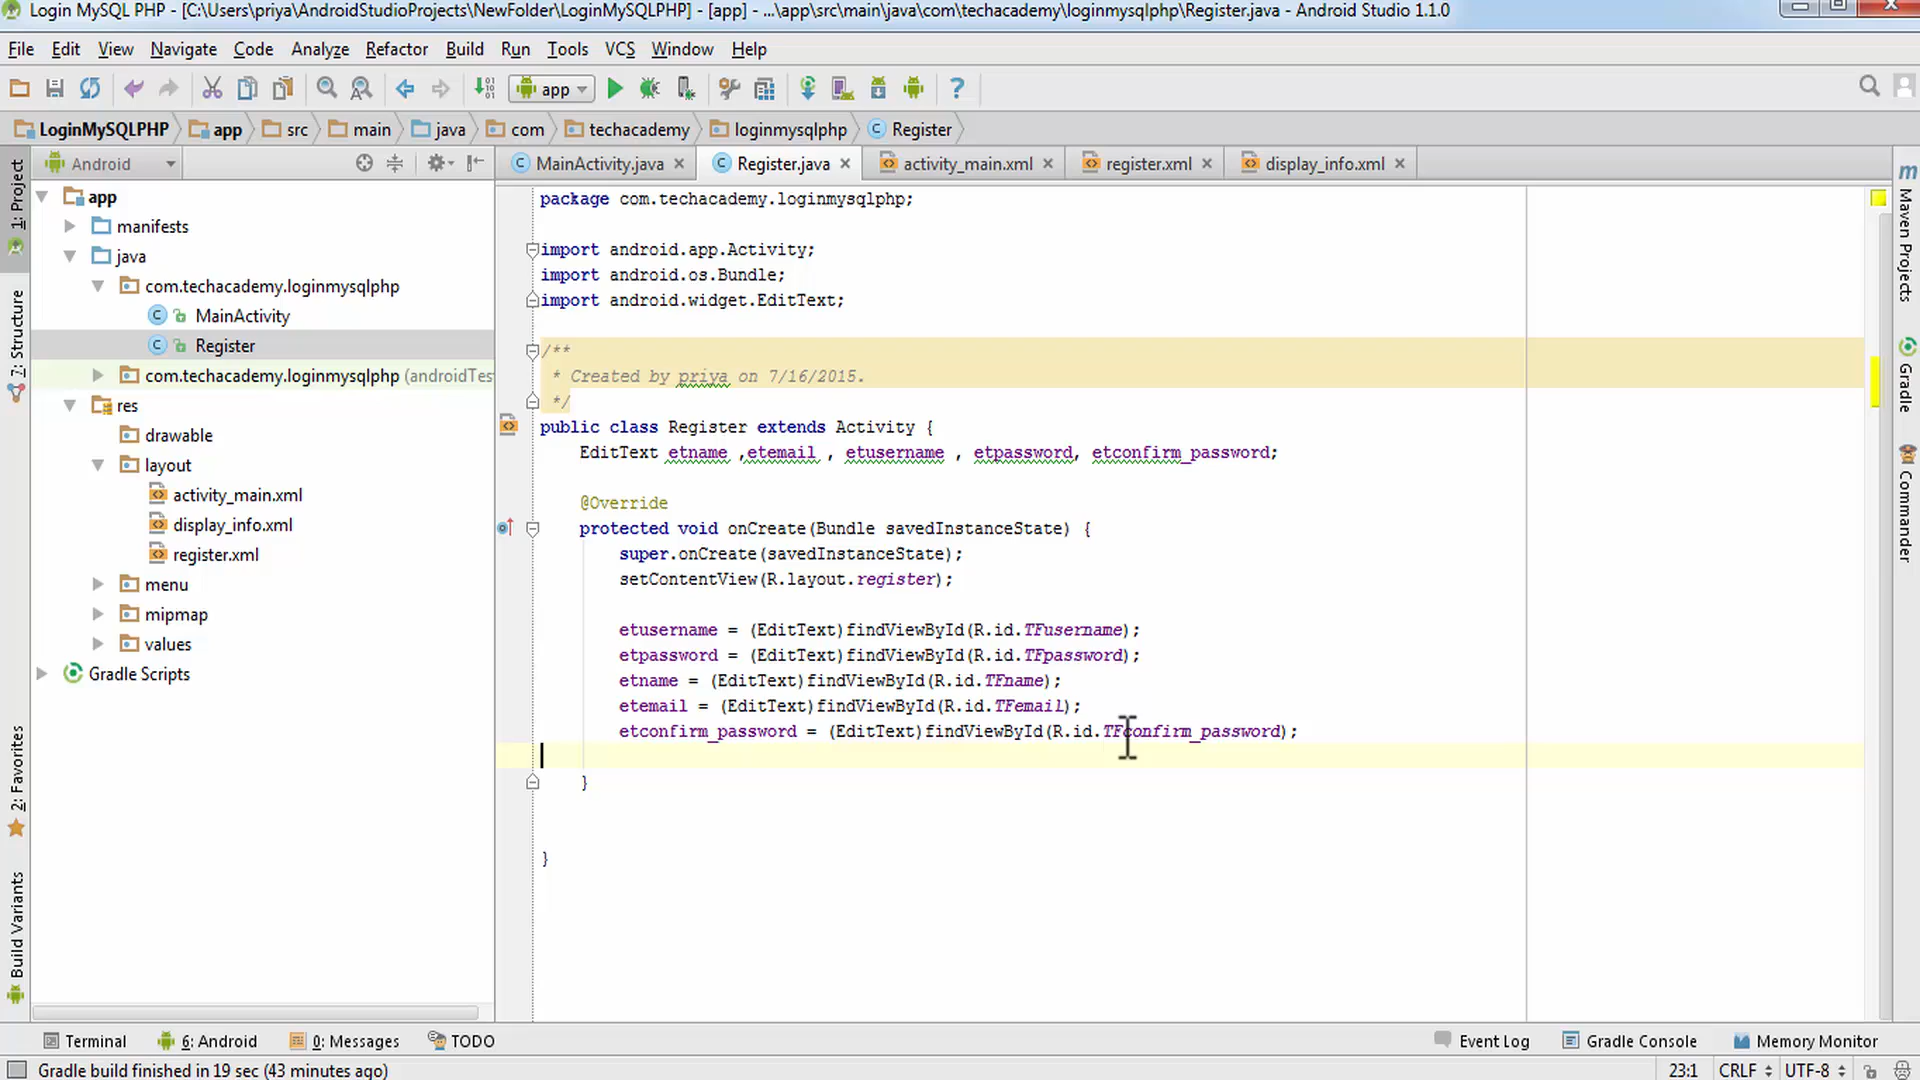 Login MySQL PHP - [C:\Users\priya\AndroidStudioProjects\NewFolder\LoginMySQLPHP] - [app] - ...\app\src\main\java\com\techacademy\loginmysqlphp\Register.java - Android Studio 1.1.0
File Edit View Navigate Code Analyze Refactor Build Run Tools VCS Window Help
app
LoginMySQLPHP app src main java com techacademy loginmysqlphp Register
Android
MainActivity.java Register.java activity_main.xml register.xml display_info.xml
1: Project
7: Structure
2: Favorites
Build Variants
app
manifests
java
com.techacademy.loginmysqlphp
MainActivity
Register
com.techacademy.loginmysqlphp (androidTes
res
drawable
layout
activity_main.xml
display_info.xml
register.xml
menu
mipmap
values
Gradle Scripts
package com.techacademy.loginmysqlphp;
import android.app.Activity;
import android.os.Bundle;
import android.widget.EditText;
/**
* Created by priya on 7/16/2015.
*/
public class Register extends Activity {
EditText etname ,etemail , etusername , etpassword, etconfirm_password;
@Override
protected void onCreate(Bundle savedInstanceState) {
super.onCreate(savedInstanceState);
setContentView(R.layout.register);
etusername = (EditText)findViewById(R.id.TFusername);
etpassword = (EditText)findViewById(R.id.TFpassword);
etname = (EditText)findViewById(R.id.TFname);
etemail = (EditText)findViewById(R.id.TFemail);
etconfirm_password = (EditText)findViewById(R.id.TFconfirm_password);
}
}
Maven Projects
Gradle
Commander
Terminal 6: Android 0: Messages TODO Event Log Gradle Console Memory Monitor
Gradle build finished in 19 sec (43 minutes ago) 23:1 CRLF UTF-8